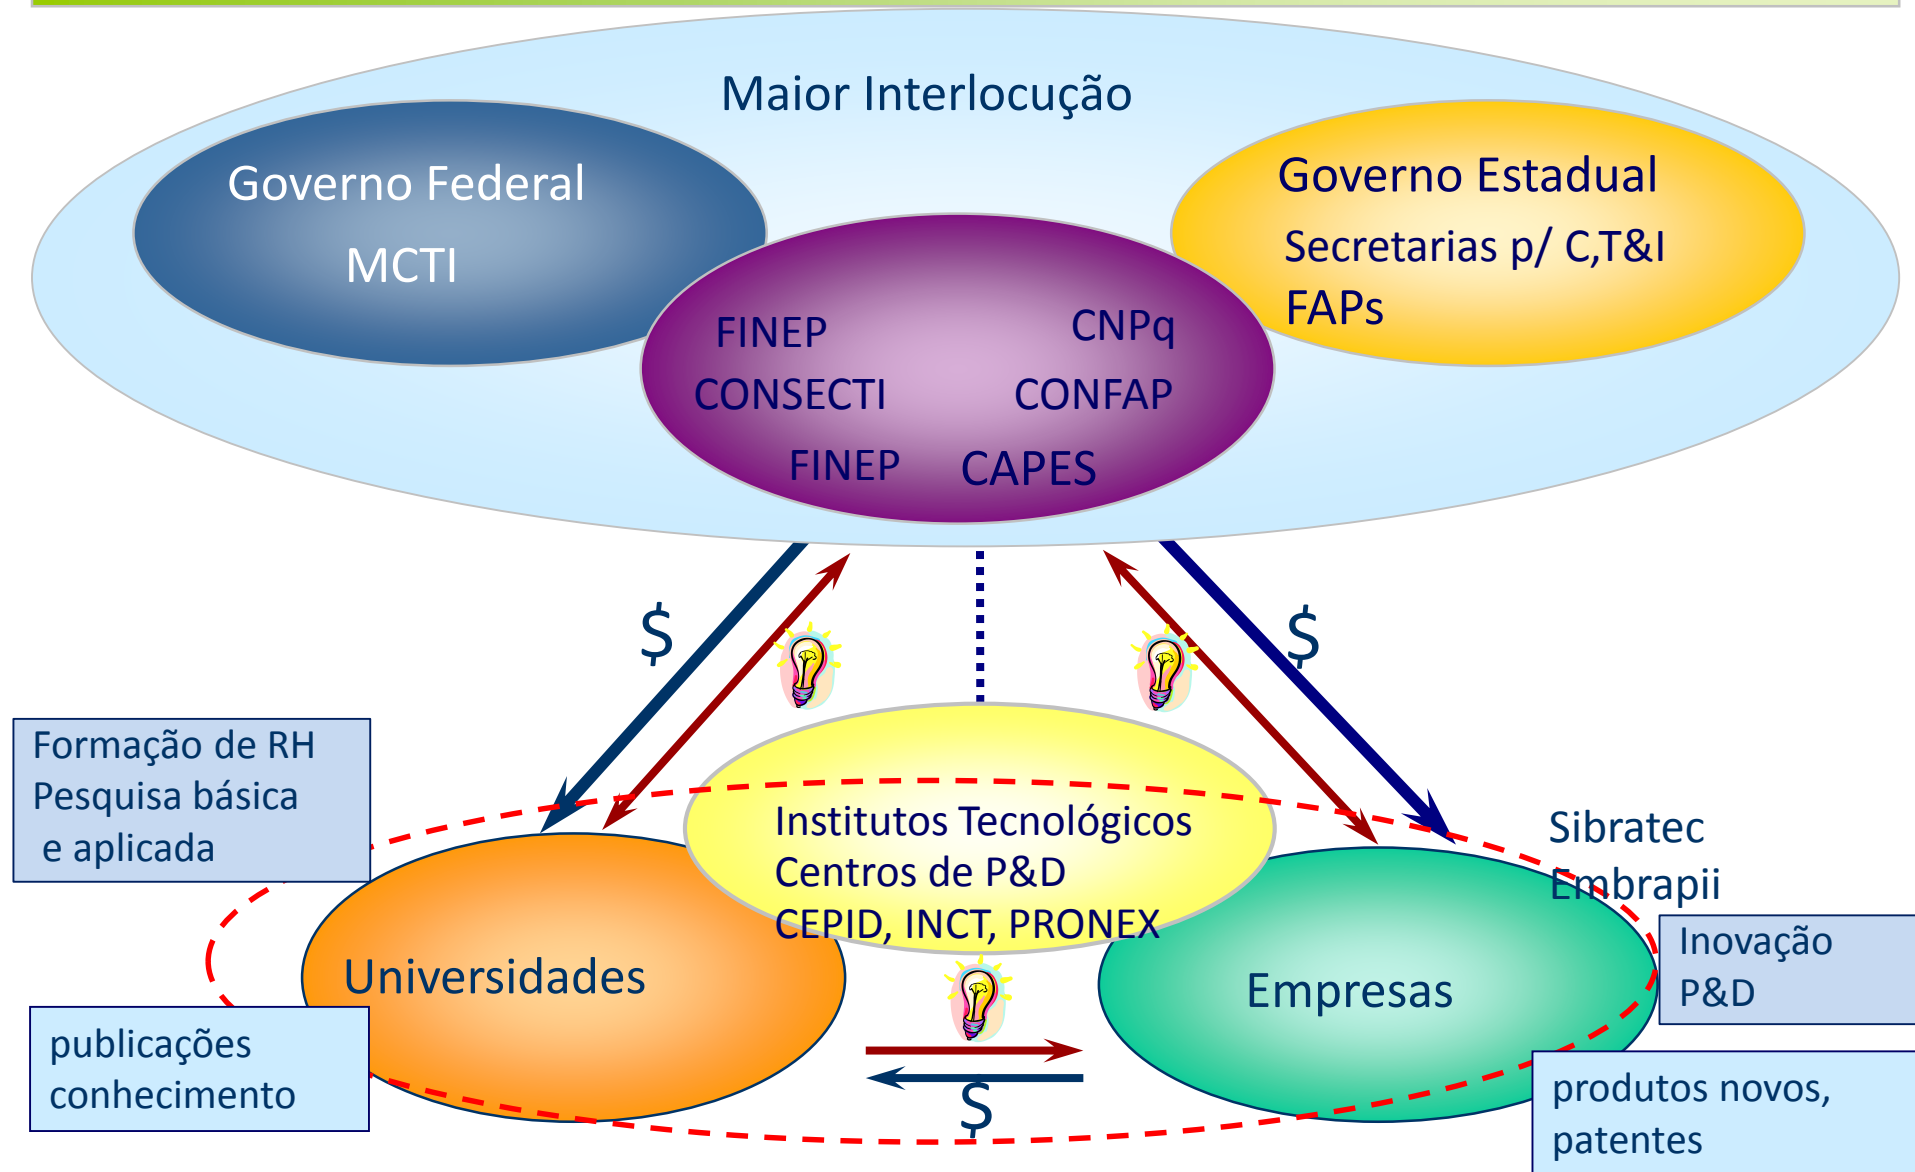 Maior Interlocução
Governo Federal
MCTI
Governo Estadual
Secretarias p/ C,T&I
FAPs
FINEP
CNPq
CONSECTI
CONFAP
FINEP
CAPES
$
$
Formação de RH
Pesquisa básica
e aplicada
Institutos Tecnológicos
Centros de P&D
CEPID, INCT, PRONEX
Sibratec
Embrapii
Universidades
Empresas
Inovação
P&D
publicações
conhecimento
$
produtos novos,
patentes